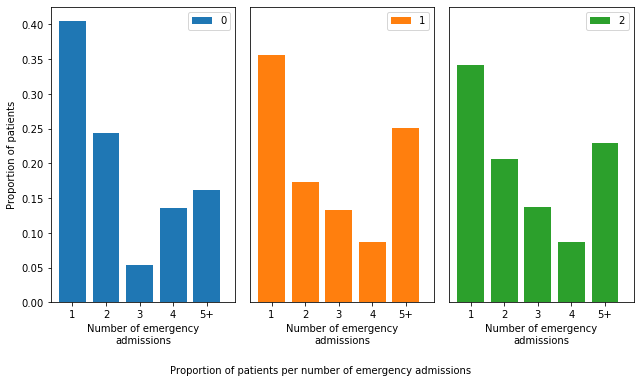 0
1
2
0.40
0.35
0.30
0.25
0.20
0.15
0.10
0.05
0.00
Proportion of patients
1 2 3 4 5+
1 2 3 4 5+
1 2 3 4 5+
Number of emergency
admissions
Number of emergency
admissions
Number of emergency
admissions
Proportion of patients per number of emergency admissions